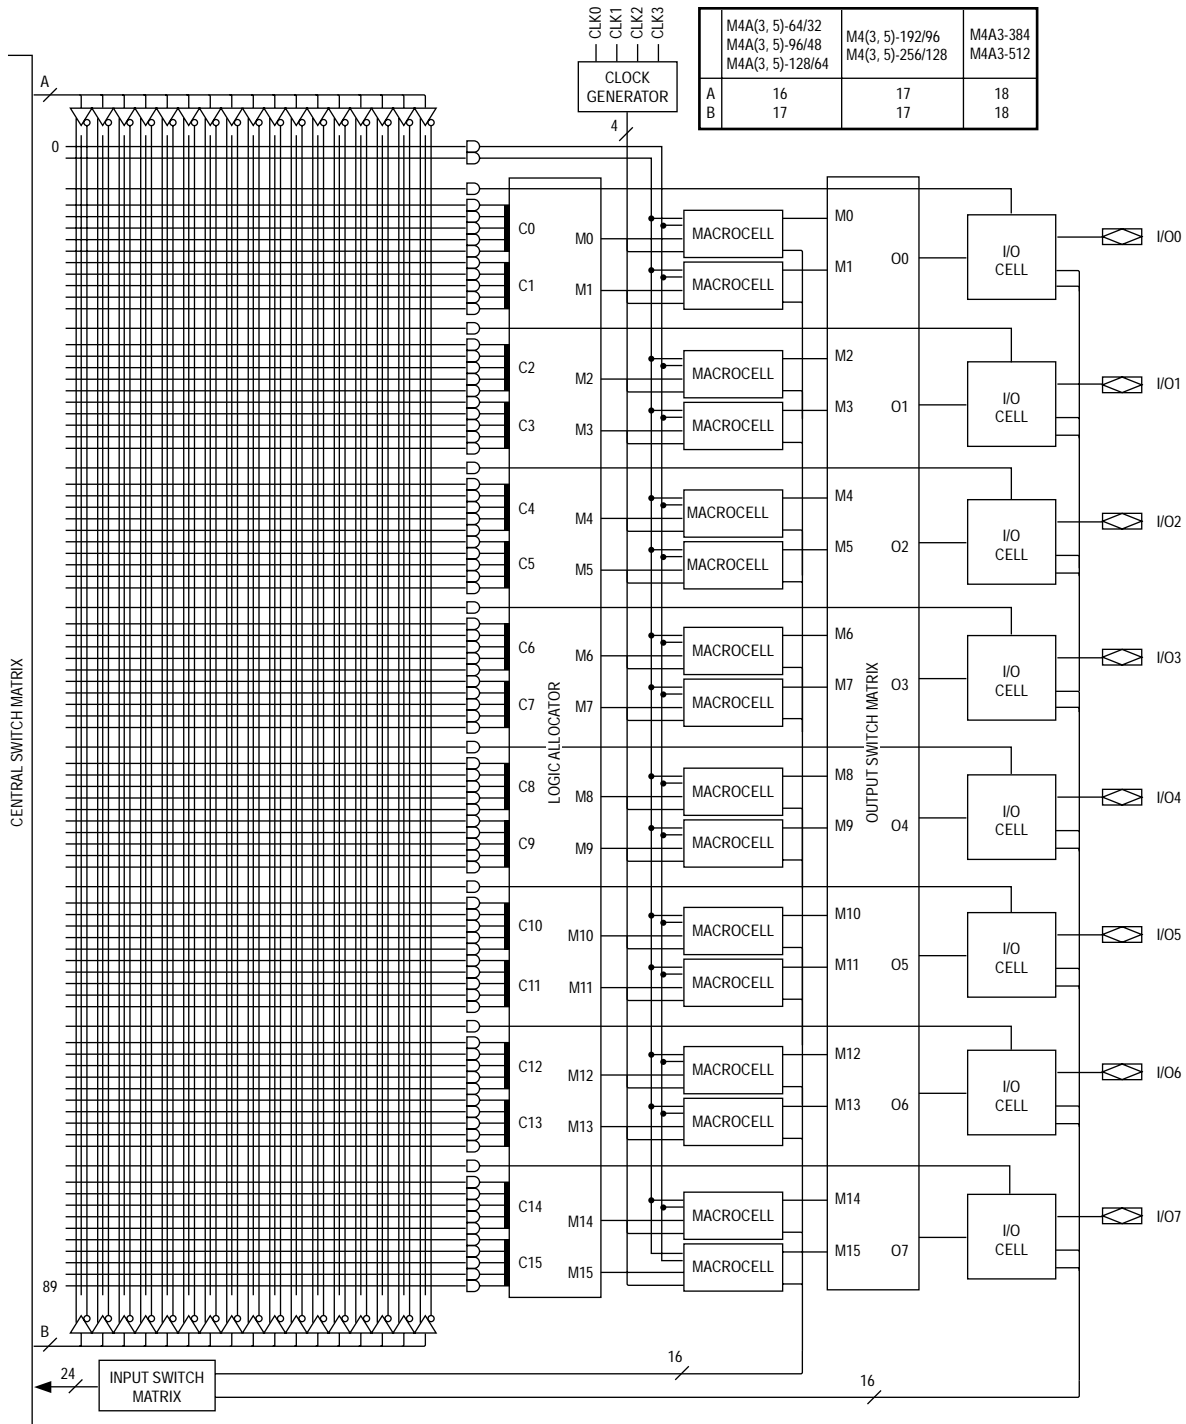 CLK0
CLK1
CLK2
CLK3
CLOCK
GENERATOR
4
M4A(3, 5)-64/32
M4A(3, 5)-96/48
M4A(3, 5)-128/64
M4(3, 5)-192/96
M4(3, 5)-256/128
M4A3-384
M4A3-512
A 16 17 18
B 17 17 18
A
0
CENTRAL SWITCH MATRIX
LOGIC ALLOCATOR
OUTPUT SWITCH MATRIX
C0 M0 MACROCELL M0 O0 I/O CELL I/O0
C1 M1 MACROCELL M1
C2 M2 MACROCELL M2 O1 I/O CELL I/O1
C3 M3 MACROCELL M3
C4 M4 MACROCELL M4 O2 I/O CELL I/O2
C5 M5 MACROCELL M5
C6 M6 MACROCELL M6 O3 I/O CELL I/O3
C7 M7 MACROCELL M7
C8 M8 MACROCELL M8 O4 I/O CELL I/O4
C9 M9 MACROCELL M9
C10 M10 MACROCELL M10 O5 I/O CELL I/O5
C11 M11 MACROCELL M11
C12 M12 MACROCELL M12 O6 I/O CELL I/O6
C13 M13 MACROCELL M13
C14 M14 MACROCELL M14 O7 I/O CELL I/O7
C15 M15 MACROCELL M15
89
B
24
INPUT SWITCH
MATRIX
16
16